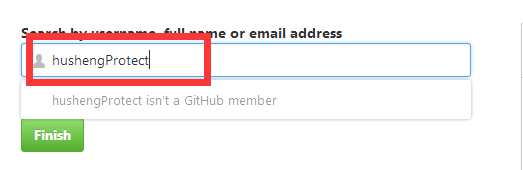 Search by username, full name or email address
hushengProtect
hushengProtect isn't a GitHub member
Finish